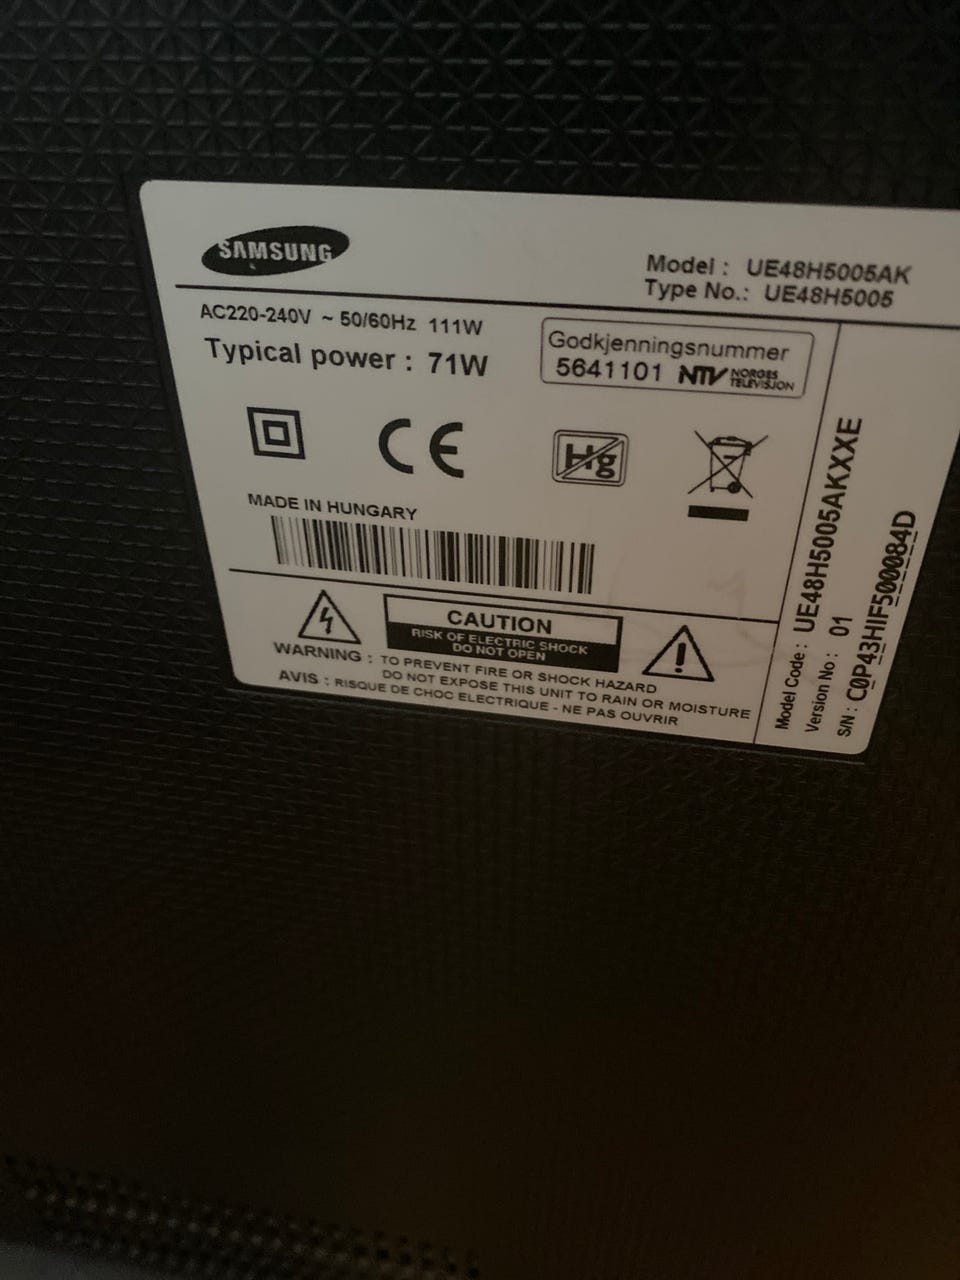 SAMSUNG
Model : UE48H5005AK
Type No.: UE48H5005
AC220-240V ~ 50/60Hz 111W
Typical power : 71W
Godkjenningsnummer
5641101 NTV NORGES
TELEVISJON
CE
Hg
MADE IN HUNGARY
CAUTION
RISK OF ELECTRIC SHOCK
DO NOT OPEN
WARNING : TO PREVENT FIRE OR SHOCK HAZARD
DO NOT EXPOSE THIS UNIT TO RAIN OR MOISTURE
AVIS : RISQUE DE CHOC ELECTRIQUE - NE PAS OUVRIR
Model Code : UE48H5005AKXXXE
Version No : 01
S/N : C0P43HIF500084D